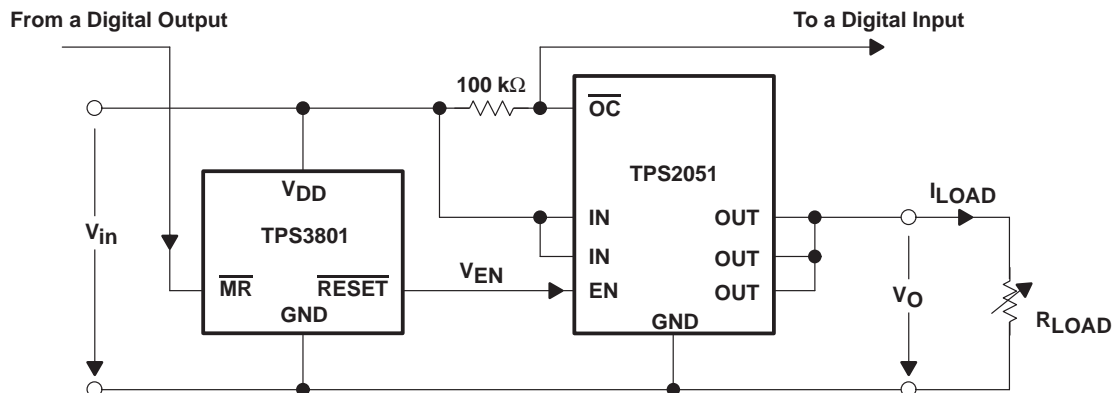 From a Digital Output
To a Digital Input
100 kΩ
OC
TPS2051
VDD
ILOAD
IN
OUT
Vin
TPS3801
IN
OUT
VEN
MR
RESET
EN
OUT
VO
GND
GND
RLOAD